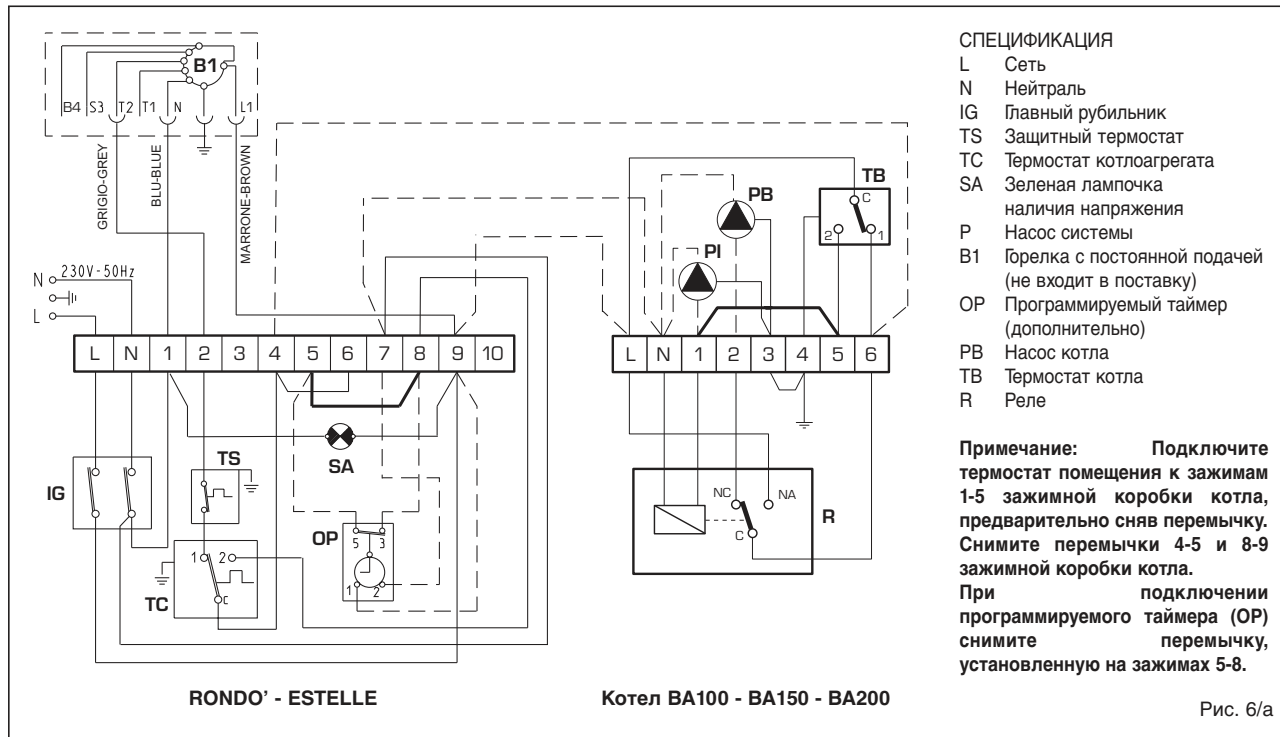 B1
B4 S3 T2 T1 N L1
GRIGIO-GREY
BLU-BLUE
MARRONE-BROWN
N 230V-50Hz
L
L N 1 2 3 4 5 6 7 8 9 10
IG
TS
SA
OP
5 3
1 2
TC
1 2
C
RONDO’ - ESTELLE
PB
PI
TB
C
2 1
L N 1 2 3 4 5 6
NC NA
C
R
Котел BA100 - BA150 - BA200
СПЕЦИФИКАЦИЯ
L Сеть
N Нейтраль
IG Главный рубильник
TS Защитный термостат
TC Термостат котлоагрегата
SA Зеленая лампочка
наличия напряжения
P Насос системы
B1 Горелка с постоянной подачей
(не входит в поставку)
OP Программируемый таймер
(дополнительно)
PB Насос котла
TB Термостат котла
R Реле
Примечание: Подключите
термостат помещения к зажимам
1-5 зажимной коробки котла,
предварительно сняв перемычку.
Снимите перемычки 4-5 и 8-9
зажимной коробки котла.
При подключении
программируемого таймера (OP)
снимите перемычку,
установленную на зажимах 5-8.
Рис. 6/a